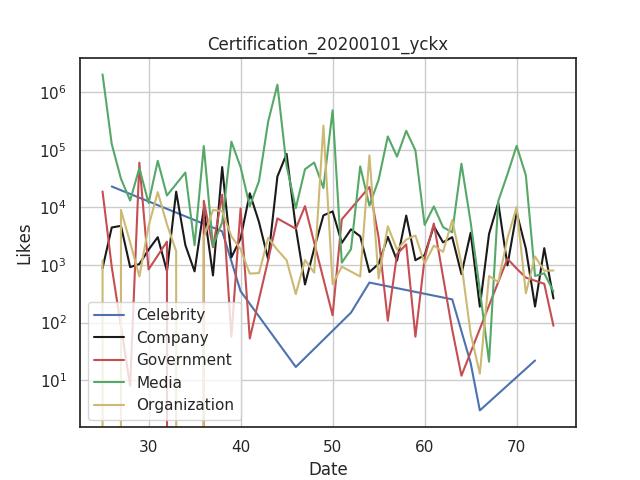 Certification_20200101_yckx
10^6
10^5
10^4
10^3
10^2
10^1
Likes
Celebrity
Company
Government
Media
Organization
30 40 50 60 70
Date